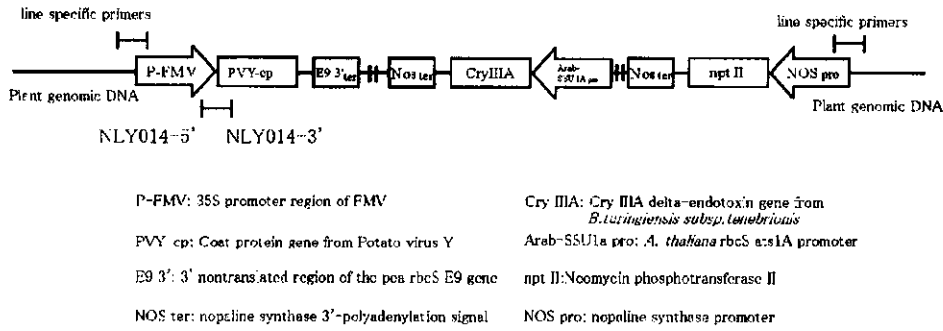 line specific primers
line specific primers
P-FMV
PVY-cp
E9 3' ter
Nos ter
CryIIIA
Arab-SSU1A pro
Nos ter
npt II
NOS pro
Plant genomic DNA
Plant genomic DNA
NLY014-5'
NLY014-3'
P-FMV: 35S promoter region of FMV
Cry IIIA: Cry IIIA delta-endotoxin gene from
B.turingiensis subsp.tenebrionis
PVY cp: Coat protein gene from Potato virus Y
Arab-SSU1a pro: A. thaliana rbcS ats1A promoter
E9 3': 3' nontranslated region of the pea rbcS E9 gene
npt II:Neomycin phosphotransferase II
NOS ter: nopaline synthase 3'-polyadenylation signal
NOS pro: nopaline synthase promoter